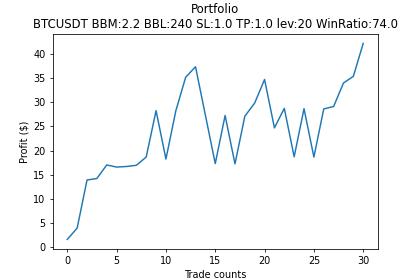 Portfolio
BTCUSDT BBM:2.2 BBL:240 SL:1.0 TP:1.0 lev:20 WinRatio:74.0
40
35
30
25
20
15
10
5
0
Profit ($)
0 5 10 15 20 25 30
Trade counts